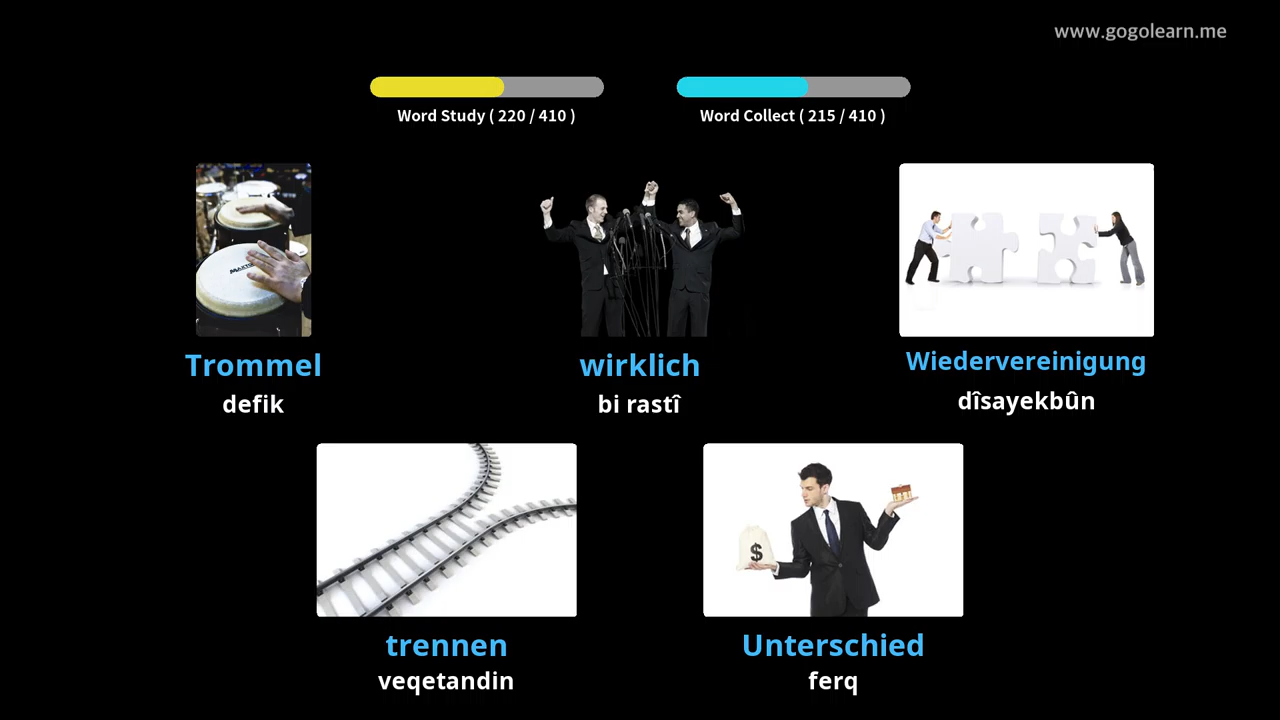 www.gogolearn.me
Word Study ( 220 / 410 )
Word Collect ( 215 / 410 )
Trommel
defik
wirklich
bi rastî
Wiedervereinigung
dîsayekbûn
$
trennen
veqetandin
Unterschied
ferq